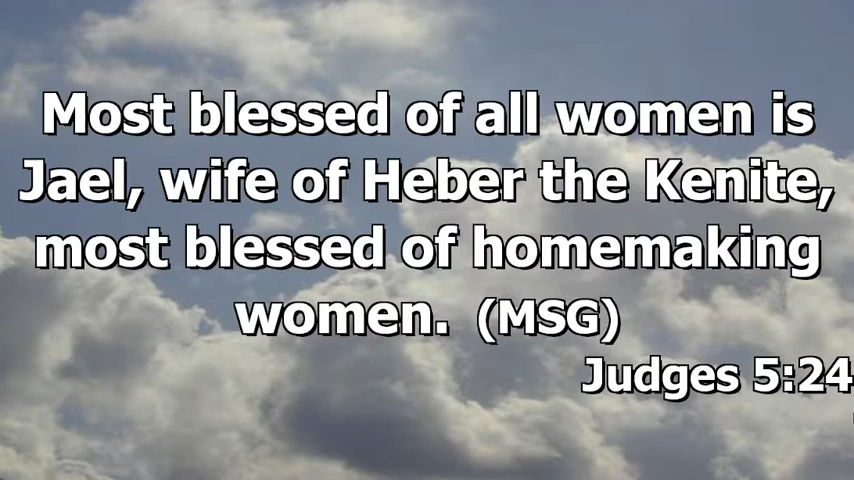 Most blessed of all women is
Jael, wife of Heber the Kenite,
most blessed of homemaking
women. (MSG)
Judges 5:24